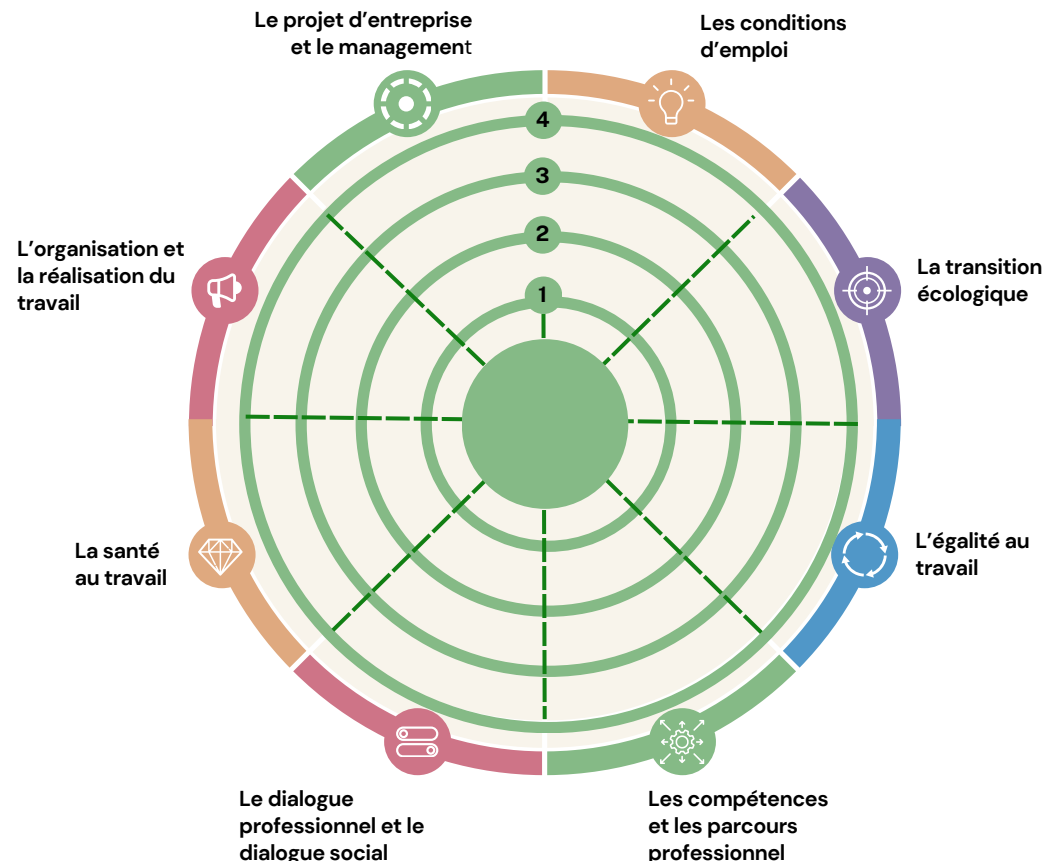 Le projet d'entreprise
et le management
Les conditions
d'emploi
4
3
2
1
L'organisation et
la réalisation du
travail
La transition
écologique
La santé
au travail
L'égalité au
travail
Le dialogue
professionnel et le
dialogue social
Les compétences
et les parcours
professionnel